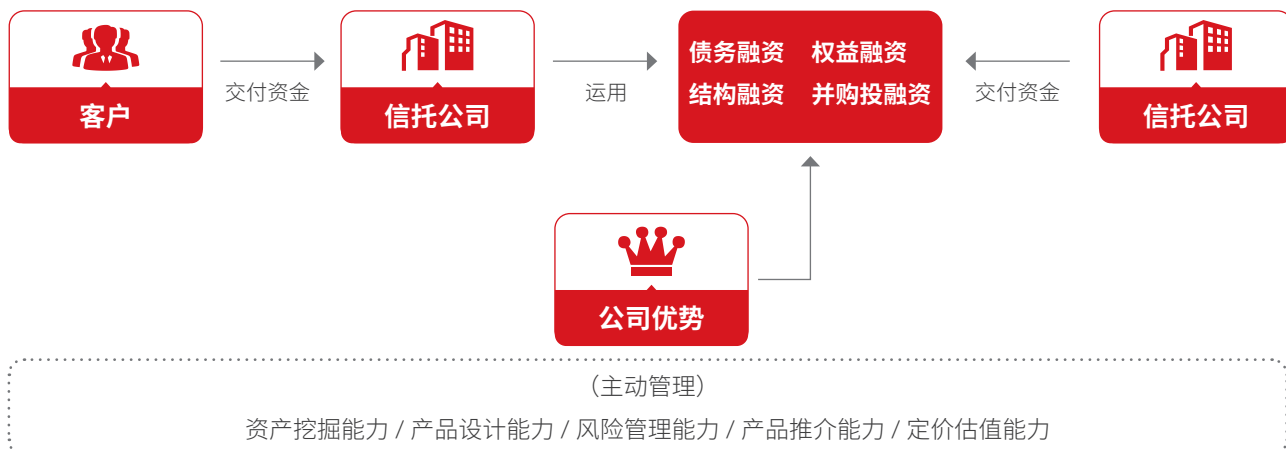 客户
交付资金
信托公司
运用
债务融资 权益融资
结构融资 并购投融资
交付资金
信托公司
公司优势
（主动管理）
资产挖掘能力 / 产品设计能力 / 风险管理能力 / 产品推介能力 / 定价估值能力